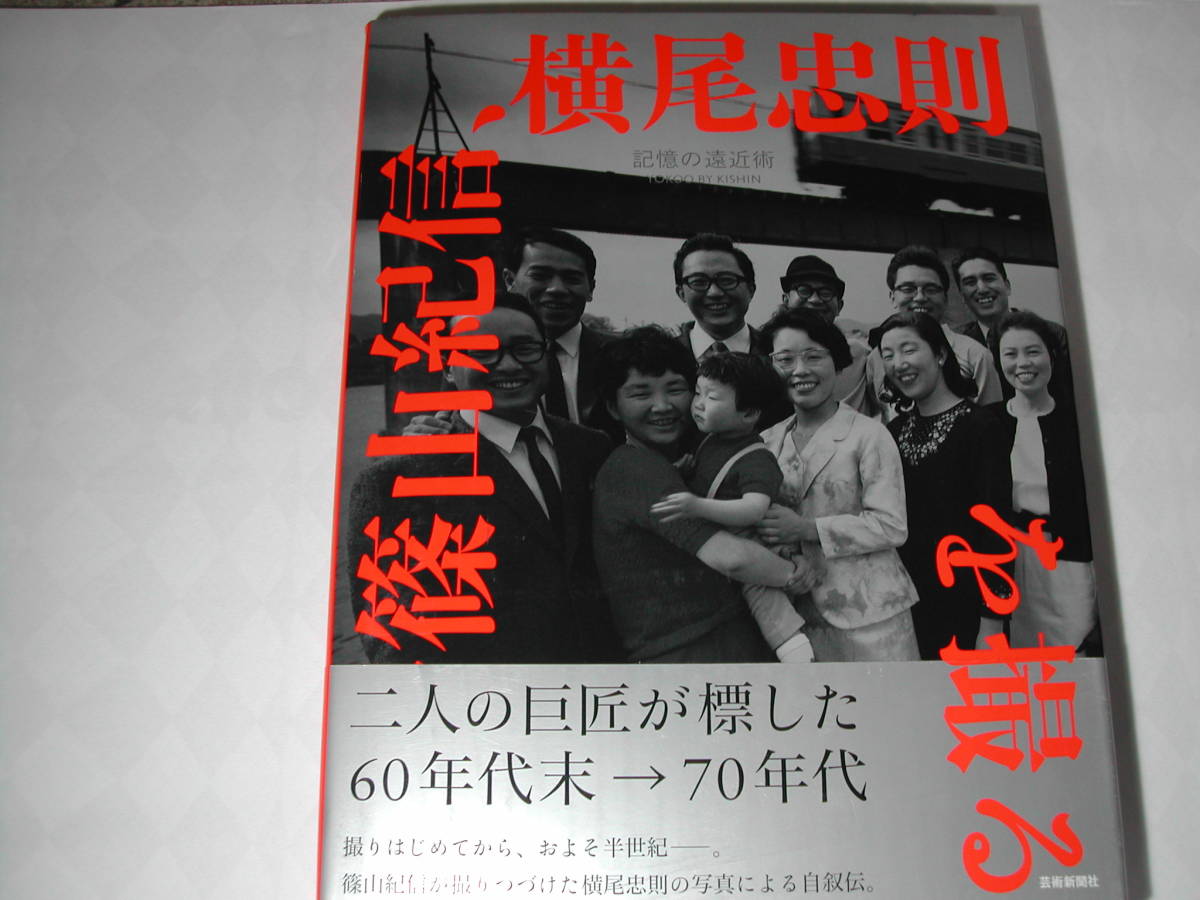 篠山紀信、
横尾忠則
を撮る
記憶の遠近術
YOKOO BY KISHIN
二人の巨匠が標した
60年代末→70年代
撮りはじめてから、およそ半世紀――。
篠山紀信が撮りつづけた横尾忠則の写真による自叙伝。
芸術新聞社